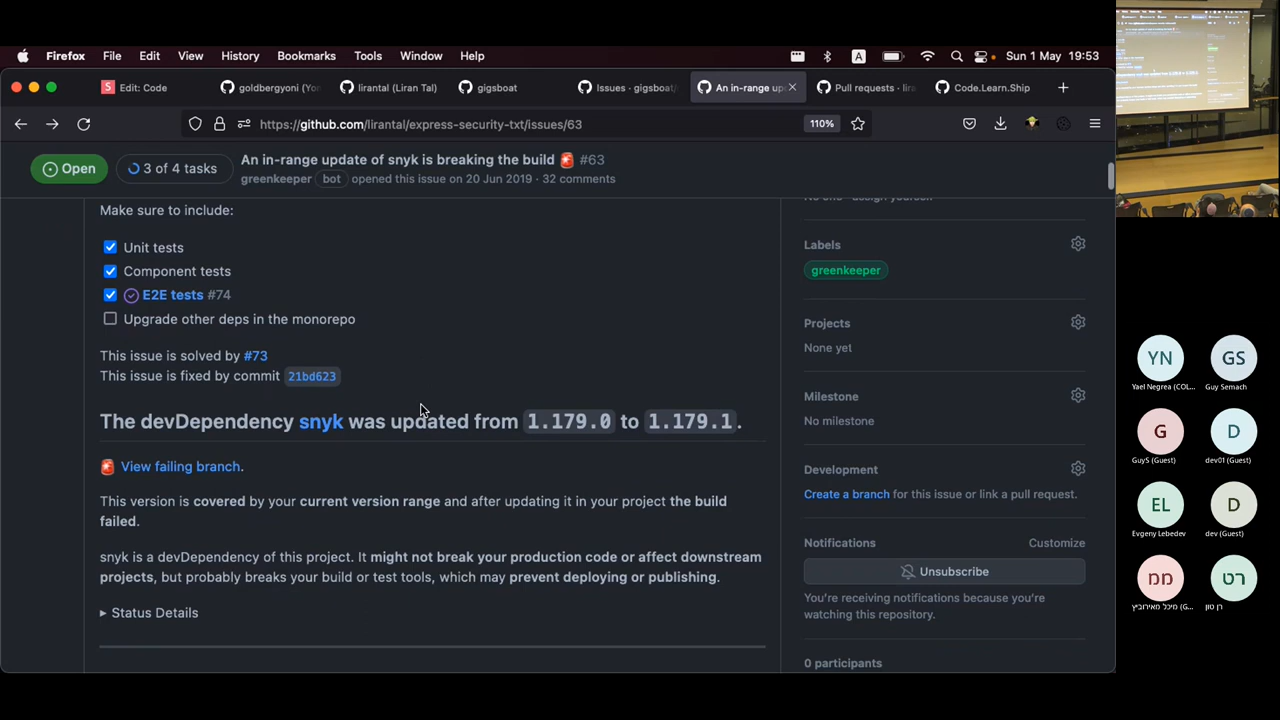 Firefox File Edit View History Bookmarks Tools Window Help A Sun 1 May 19:53
S Edit: Code
goldbergyoni (Yon
lirantal (Liran Tal)
gigsboat
Issues · gigsboat/
An in-range up
Pull requests · lira
Code.Learn.Ship
https://github.com/lirantal/express-security-txt/issues/63
110%
Open
3 of 4 tasks
An in-range update of snyk is breaking the build 🚨 #63
greenkeeper bot opened this issue on 20 Jun 2019 · 32 comments
Make sure to include:
Unit tests
Component tests
E2E tests #74
Upgrade other deps in the monorepo
This issue is solved by #73
This issue is fixed by commit 21bd623
The devDependency snyk was updated from 1.179.0 to 1.179.1.
🚨 View failing branch.
This version is covered by your current version range and after updating it in your project the build
failed.
snyk is a devDependency of this project. It might not break your production code or affect downstream
projects, but probably breaks your build or test tools, which may prevent deploying or publishing.
Status Details
No one – assign yourself
Labels
greenkeeper
Projects
None yet
Milestone
No milestone
Development
Create a branch for this issue or link a pull request.
Notifications
Customize
Unsubscribe
You're receiving notifications because you're
watching this repository.
0 participants
YN
Yael Negrea (COL...
GS
Guy Semach
G
GuyS (Guest)
D
dev01 (Guest)
EL
Evgeny Lebedev
D
dev (Guest)
ממ
מיכל מאירוביץ (G...
רט
רן טון